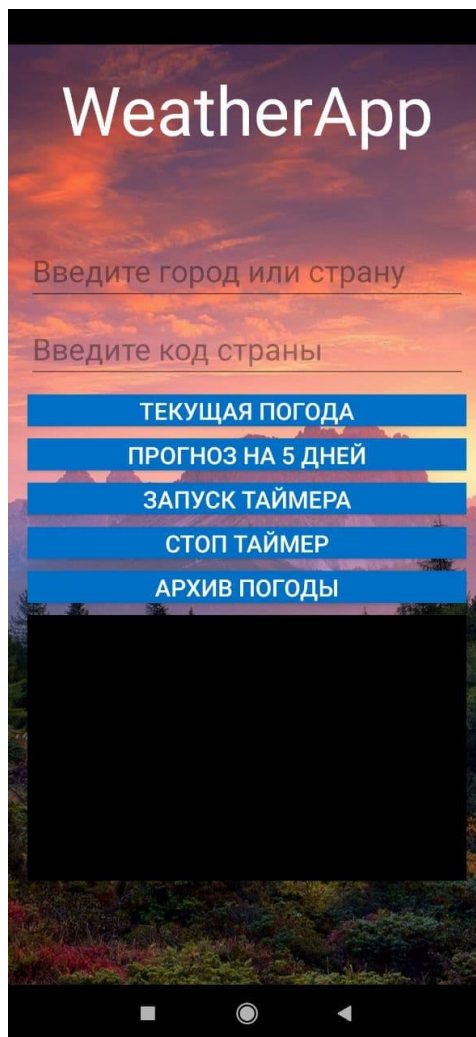 WeatherApp
Введите город или страну
Введите код страны
ТЕКУЩАЯ ПОГОДА
ПРОГНОЗ НА 5 ДНЕЙ
ЗАПУСК ТАЙМЕРА
СТОП ТАЙМЕР
АРХИВ ПОГОДЫ